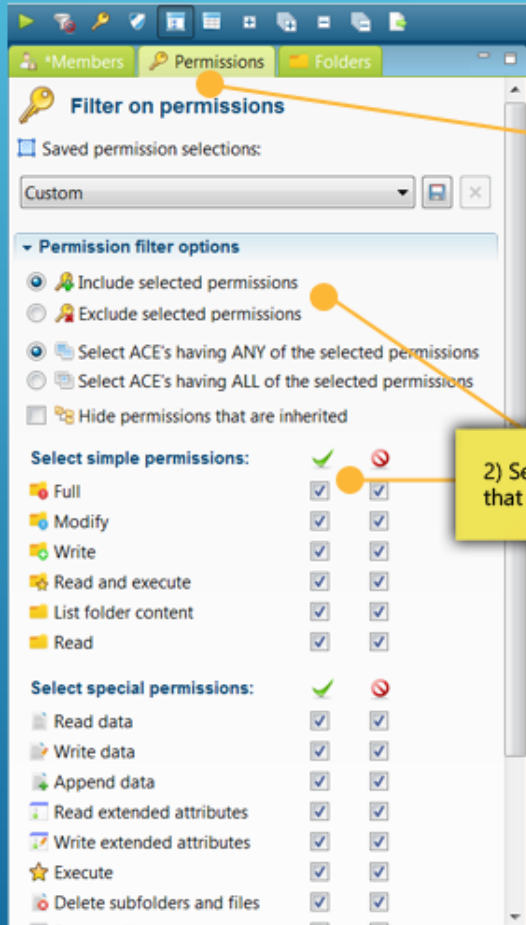 *Members Permissions Folders
Filter on permissions
Saved permission selections:
Custom
Permission filter options
Include selected permissions
Exclude selected permissions
Select ACE's having ANY of the selected permissions
Select ACE's having ALL of the selected permissions
Hide permissions that are inherited
Select simple permissions:
Full
2) Se
that
Modify
Write
Read and execute
List folder content
Read
Select special permissions:
Read data
Write data
Append data
Read extended attributes
Write extended attributes
Execute
Delete subfolders and files